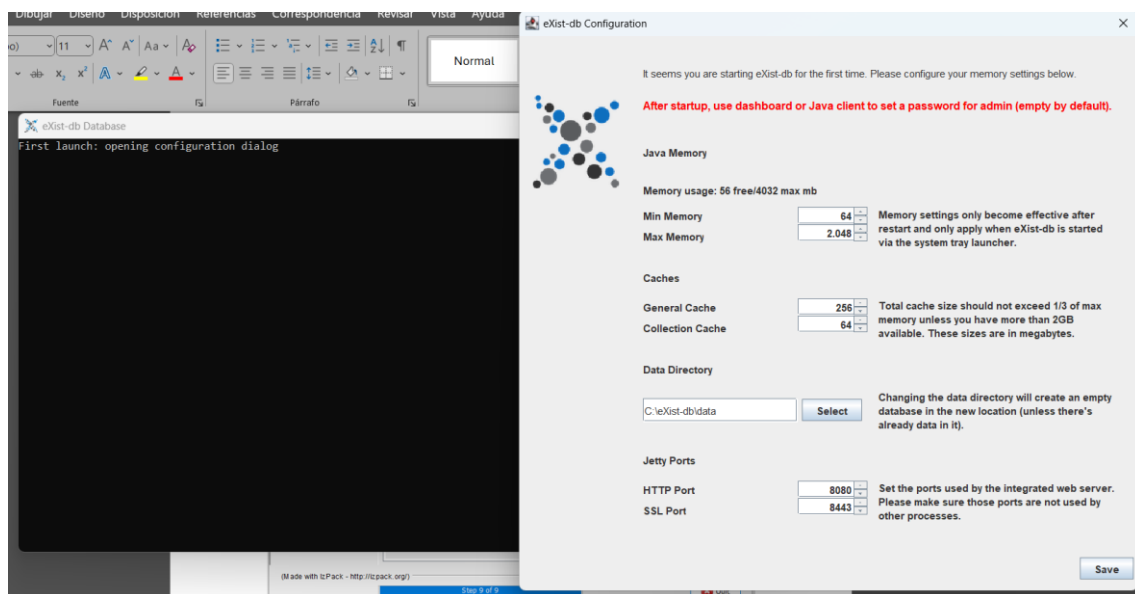 Dibujar Diseño Disposición Referencias Correspondencia Revisar Vista Ayuda
11 A^ Aˇ Aa A
ab x₂ x² A A
Normal
Fuente Párrafo
eXist-db Database
First launch: opening configuration dialog
(Made with IzPack - http://izpack.org/)
Step 9 of 9
Quit
eXist-db Configuration
It seems you are starting eXist-db for the first time. Please configure your memory settings below.
After startup, use dashboard or Java client to set a password for admin (empty by default).
Java Memory
Memory usage: 56 free/4032 max mb
Min Memory 64
Max Memory 2.048
Memory settings only become effective after
restart and only apply when eXist-db is started
via the system tray launcher.
Caches
General Cache 256
Collection Cache 64
Total cache size should not exceed 1/3 of max
memory unless you have more than 2GB
available. These sizes are in megabytes.
Data Directory
C:\eXist-db\data Select
Changing the data directory will create an empty
database in the new location (unless there's
already data in it).
Jetty Ports
HTTP Port 8080
SSL Port 8443
Set the ports used by the integrated web server.
Please make sure those ports are not used by
other processes.
Save